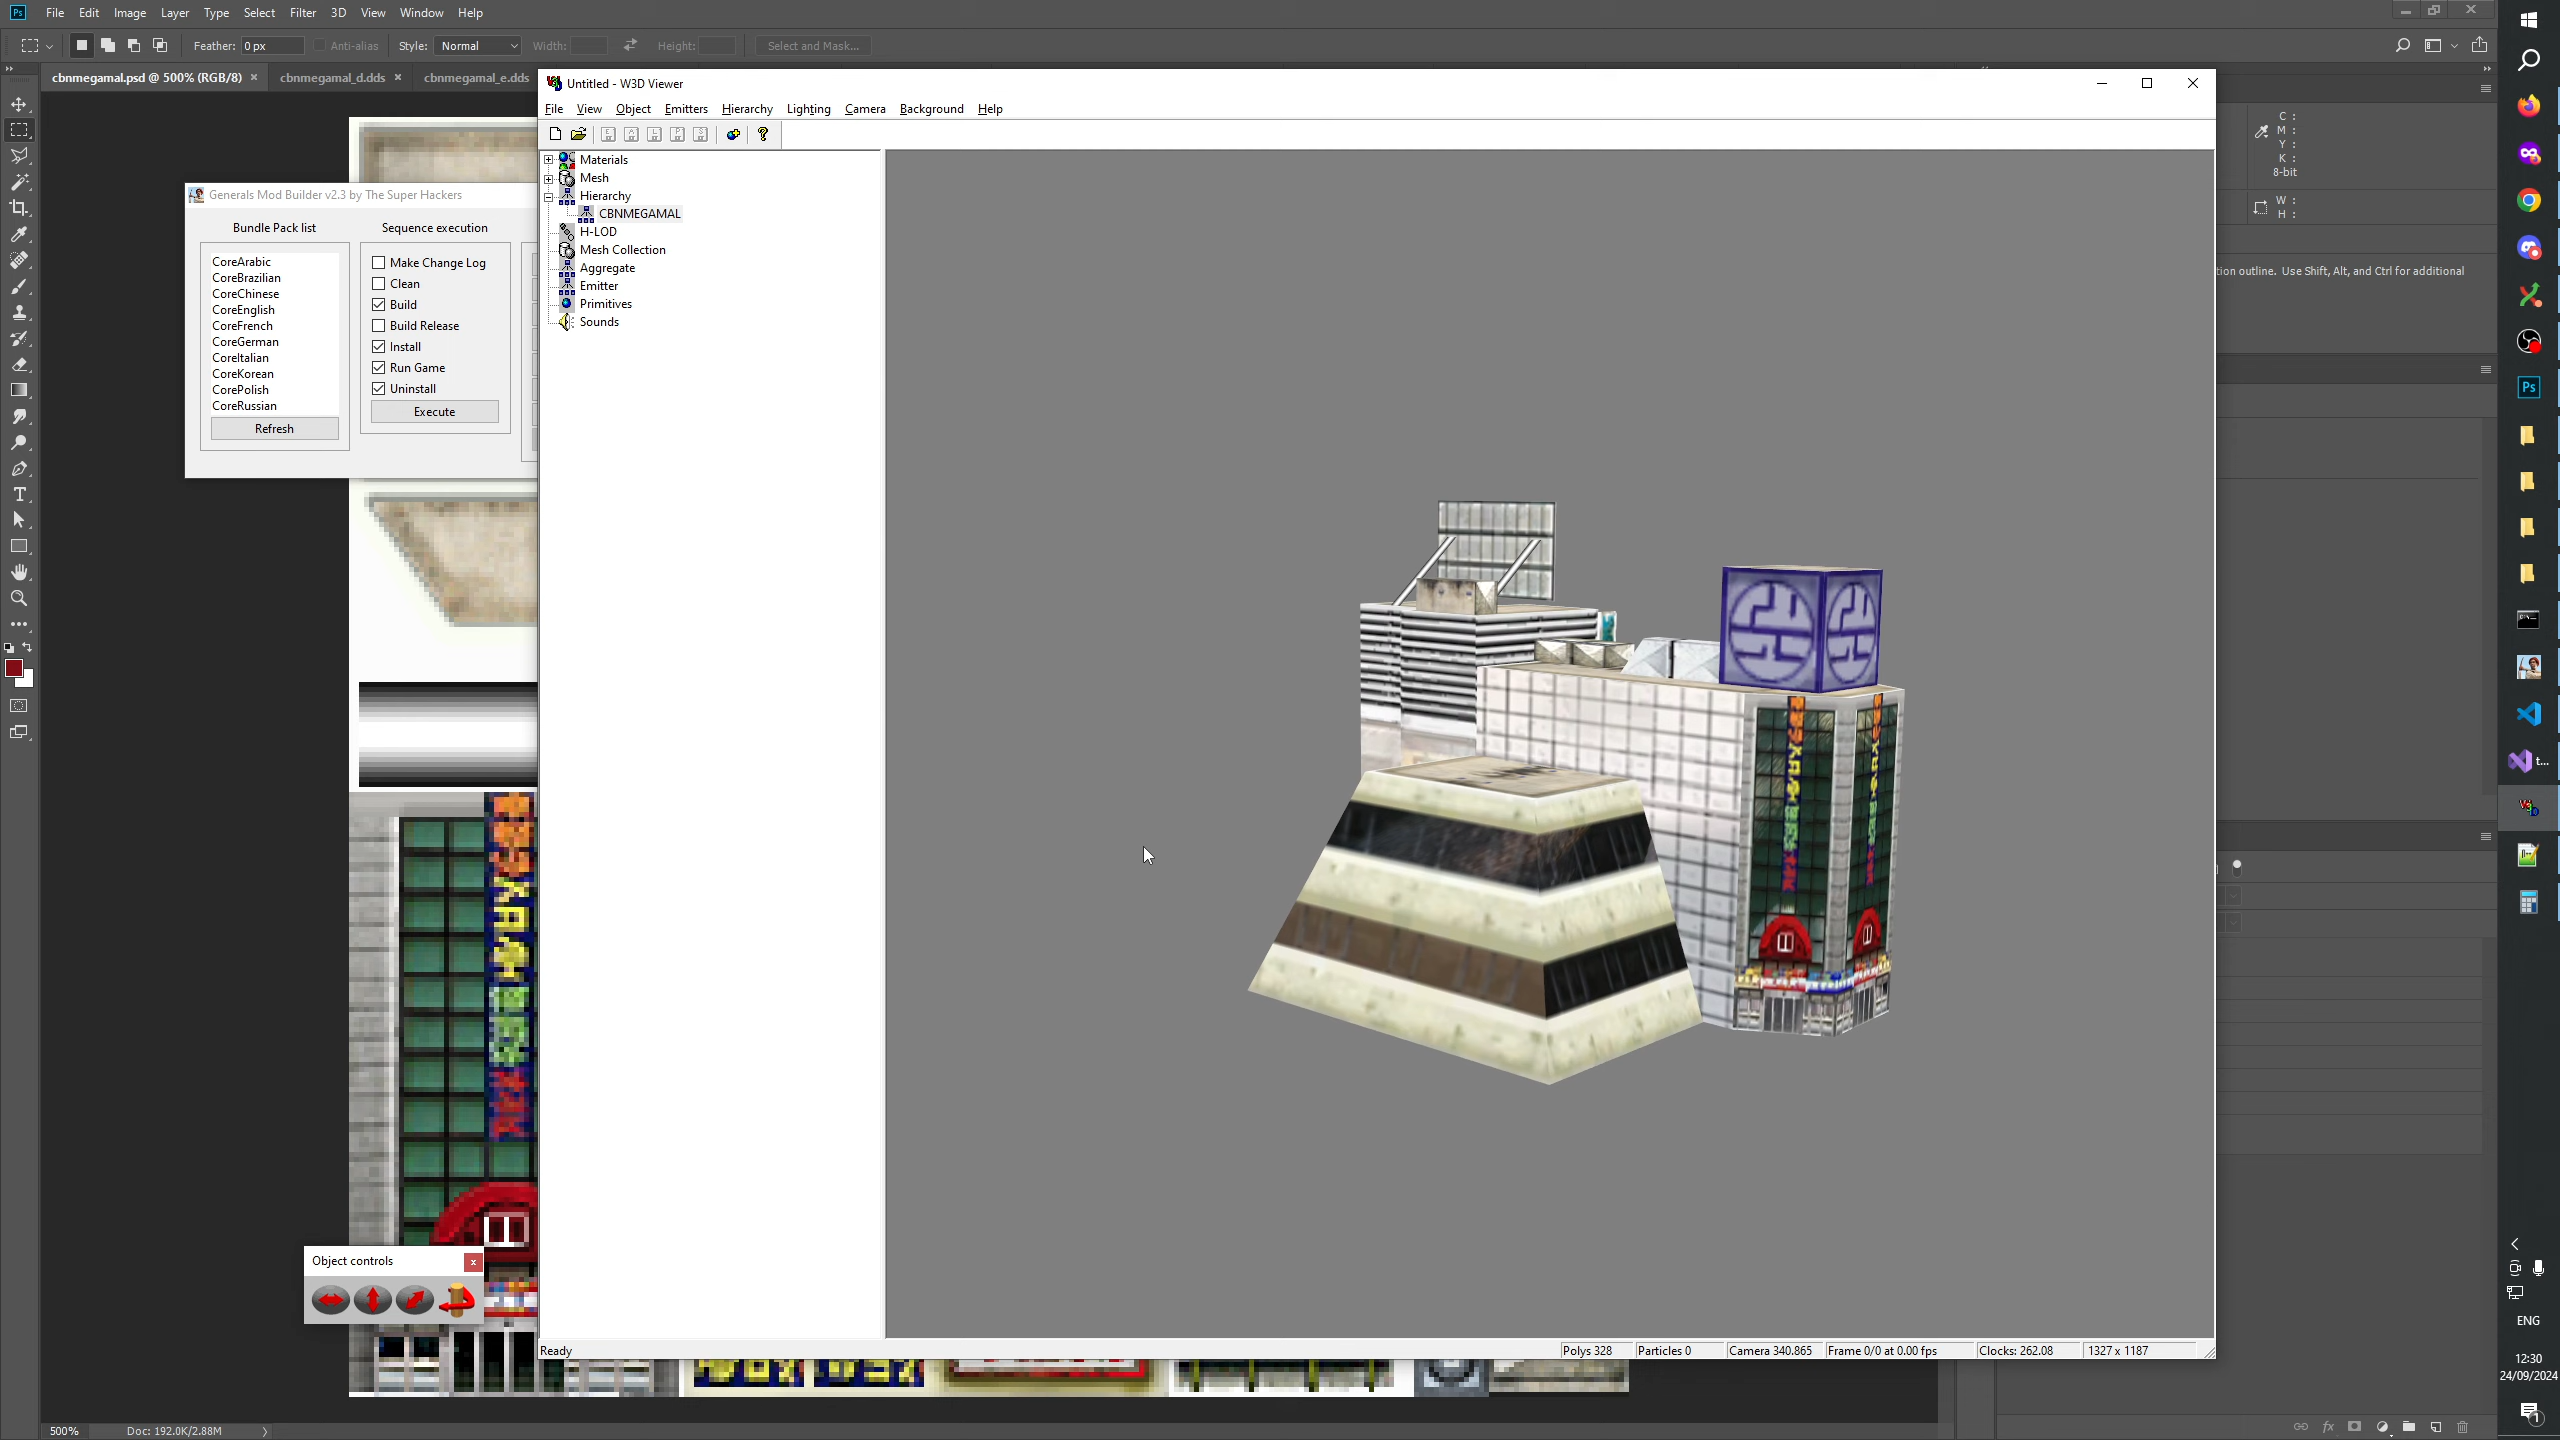 File Edit Image Layer Type Select Filter 3D View Window Help
Feather: 0 px Anti-alias Style: Normal Width: Height: Select and Mask...
cbnmegamal.psd @ 500% (RGB/8) × cbnmegamal_d.dds × cbnmegamal_e.dds
Untitled - W3D Viewer
File View Object Emitters Hierarchy Lighting Camera Background Help
Materials
Mesh
Hierarchy
CBNMEGAMAL
H-LOD
Mesh Collection
Aggregate
Emitter
Primitives
Sounds
Generals Mod Builder v2.3 by The Super Hackers
Bundle Pack list
CoreArabic
CoreBrazilian
CoreChinese
CoreEnglish
CoreFrench
CoreGerman
CoreItalian
CoreKorean
CorePolish
CoreRussian
Refresh
Sequence execution
Make Change Log
Clean
Build
Build Release
Install
Run Game
Uninstall
Execute
C :
M :
Y :
K :
8-bit
W :
H :
tion outline. Use Shift, Alt, and Ctrl for additional
Object controls
Ready
Polys 328 Particles 0 Camera 340.865 Frame 0/0 at 0.00 fps Clocks: 262.08 1327 x 1187
500% Doc: 192.0K/2.88M
Ps
t...
ENG
12:30
24/09/2024
1